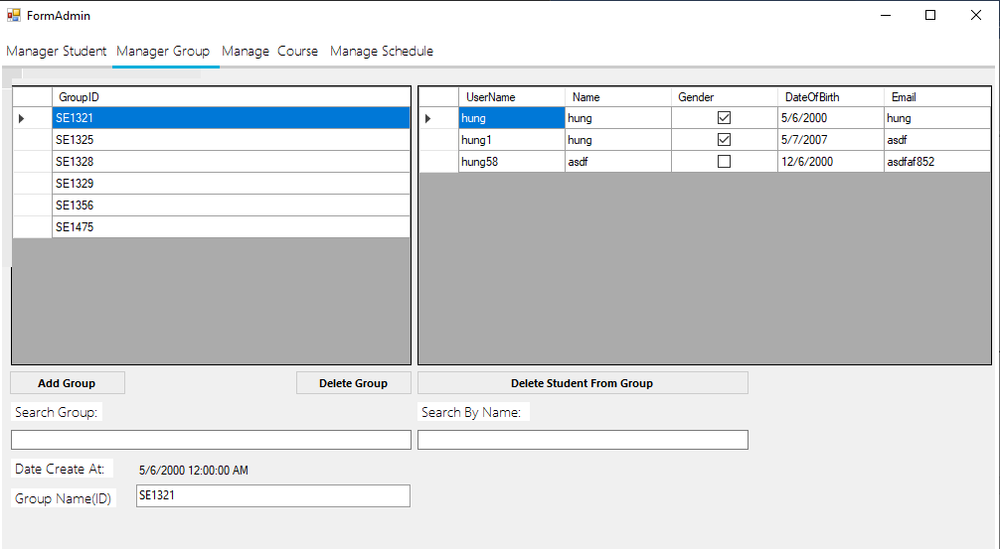 FormAdmin
Manager Student Manager Group Manage Course Manage Schedule
GroupID
SE1321
SE1325
SE1328
SE1329
SE1356
SE1475
UserName Name Gender DateOfBirth Email
hung hung 5/6/2000 hung
hung1 hung 5/7/2007 asdf
hung58 asdf 12/6/2000 asdfaf852
Add Group Delete Group Delete Student From Group
Search Group: Search By Name:
Date Create At: 5/6/2000 12:00:00 AM
Group Name(ID) SE1321